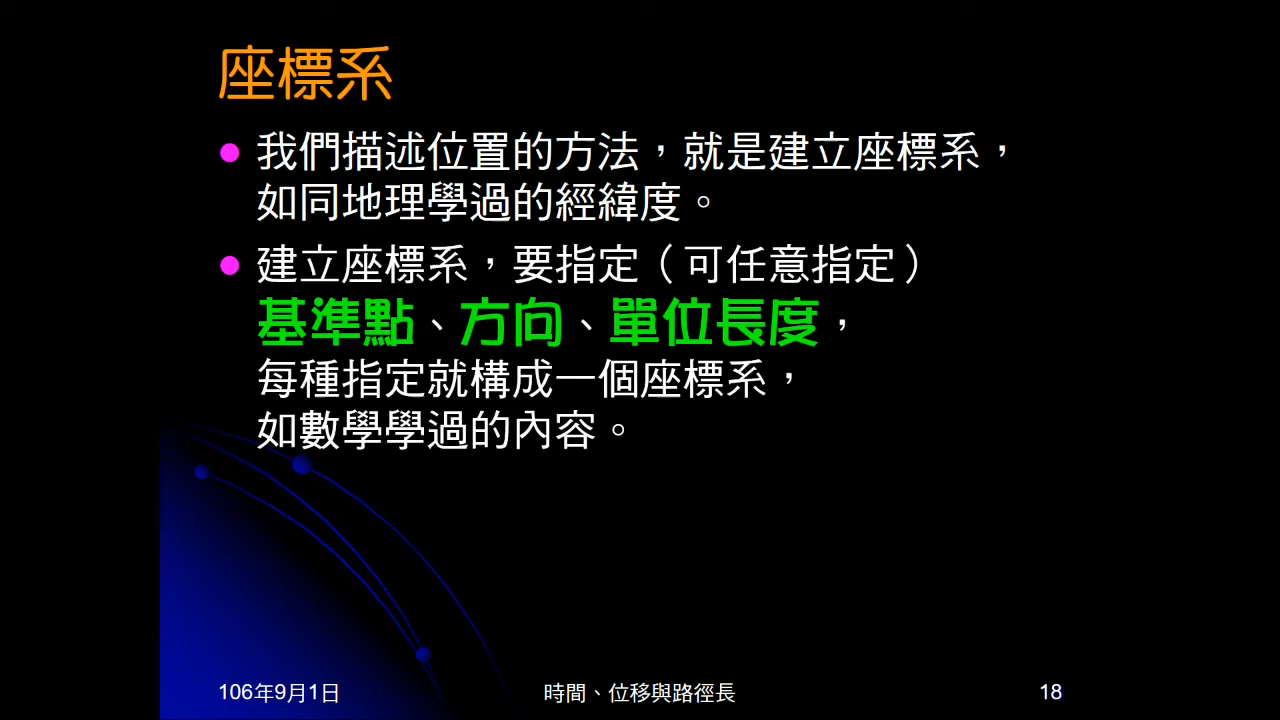 座標系
我們描述位置的方法，就是建立座標系，
如同地理學過的經緯度。
建立座標系，要指定（可任意指定）
基準點、方向、單位長度，
每種指定就構成一個座標系，
如數學學過的內容。
106年9月1日
時間、位移與路徑長
18